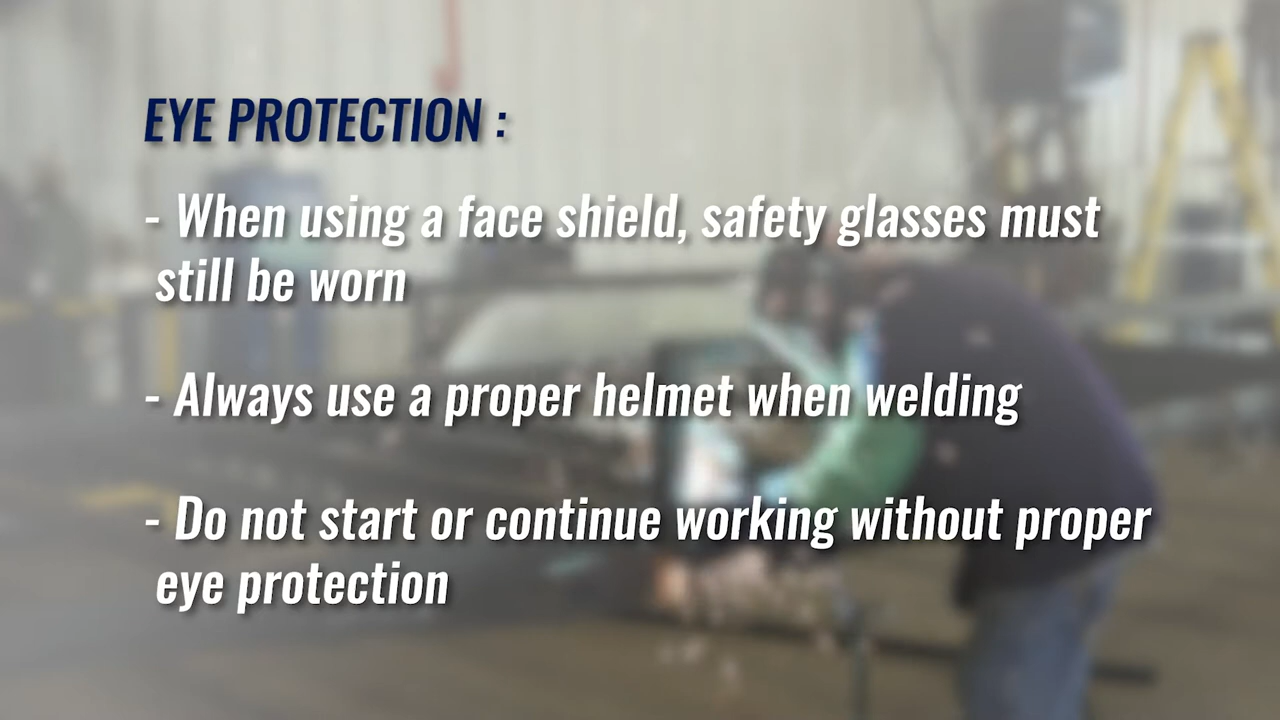 EYE PROTECTION :
- When using a face shield, safety glasses must
still be worn
- Always use a proper helmet when welding
- Do not start or continue working without proper
eye protection